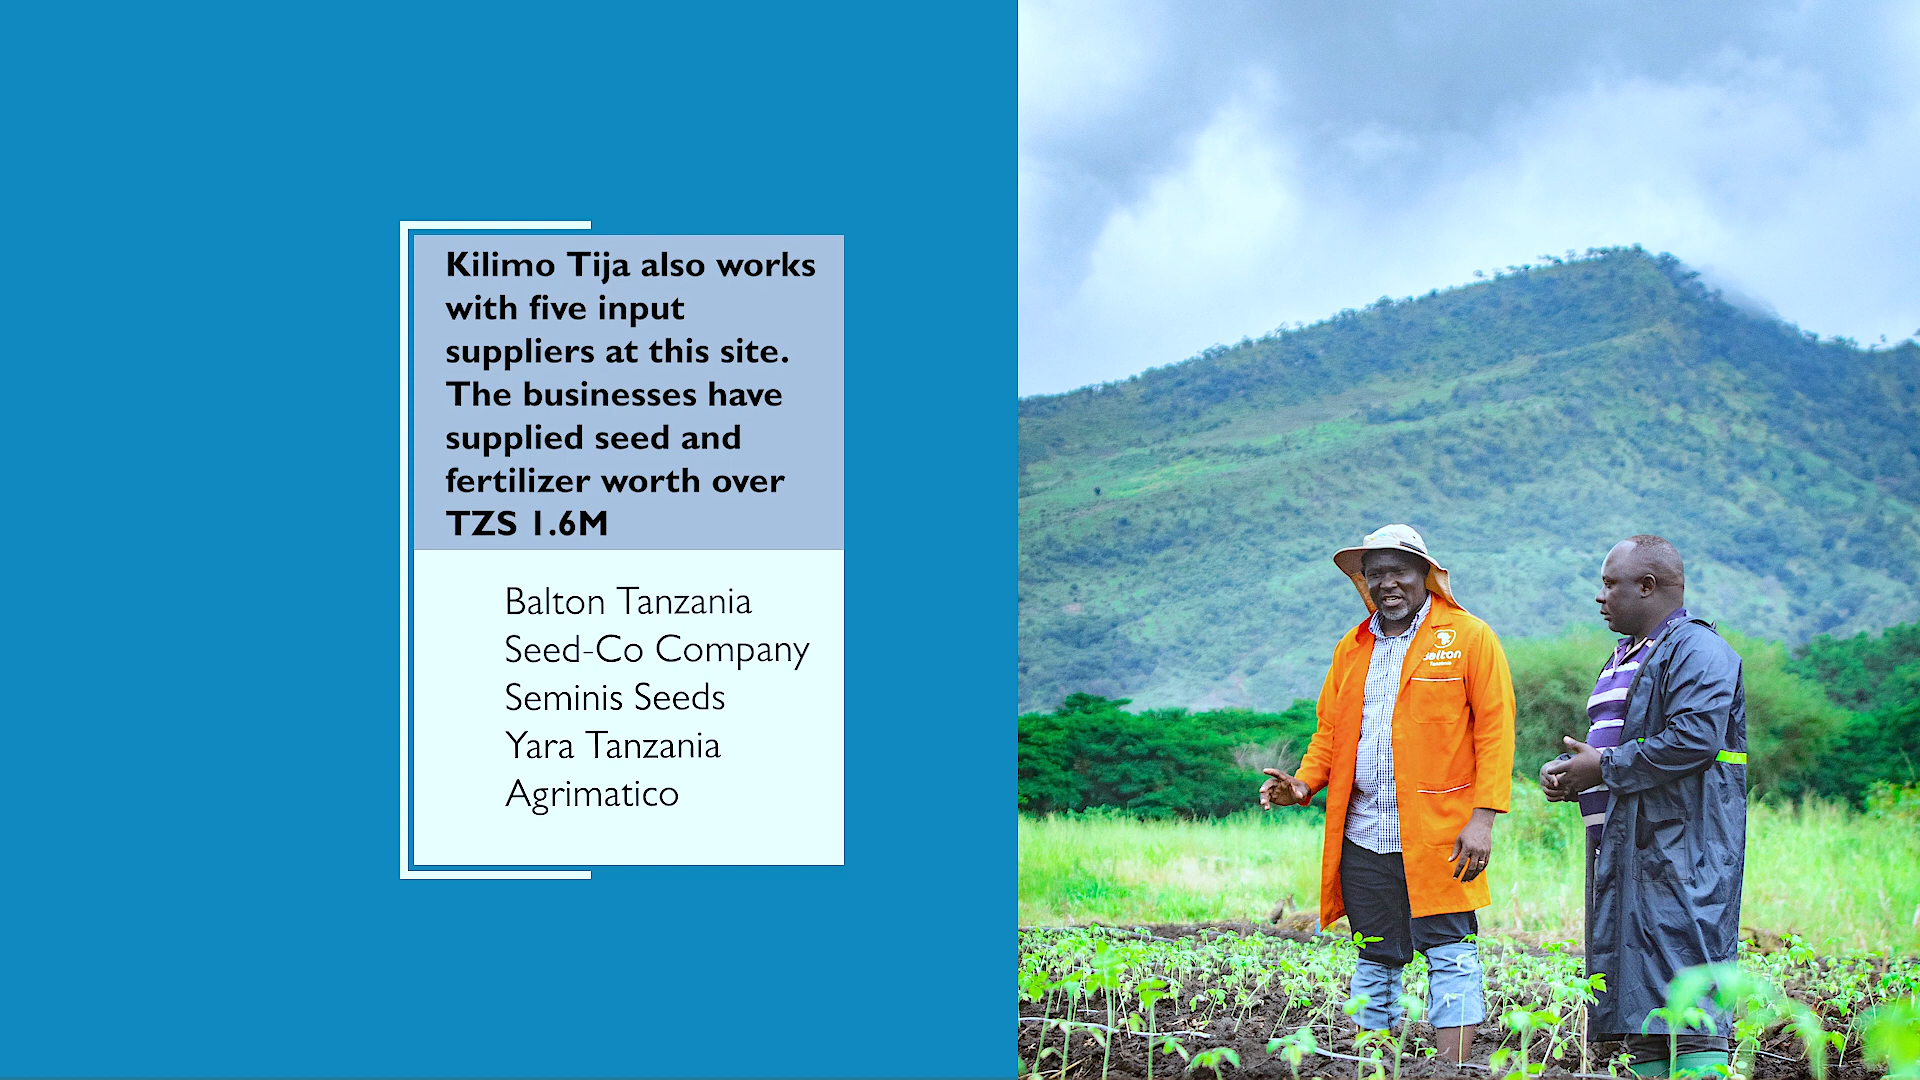 Kilimo Tija also works
with five input
suppliers at this site.
The businesses have
supplied seed and
fertilizer worth over
TZS 1.6M
Balton Tanzania
Seed-Co Company
Seminis Seeds
Yara Tanzania
Agrimatico
Balton
Tanzania